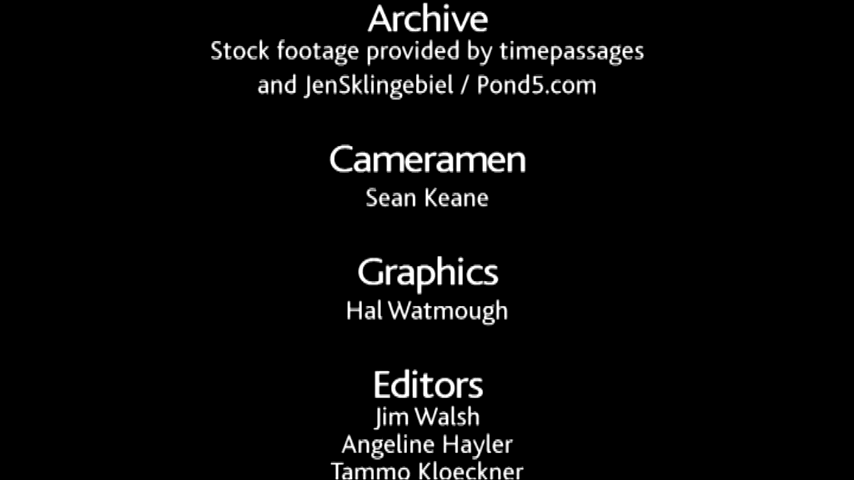 Archive
Stock footage provided by timepassages
and JenSklingebiel / Pond5.com
Cameramen
Sean Keane
Graphics
Hal Watmough
Editors
Jim Walsh
Angeline Hayler
Tammo Kloeckner